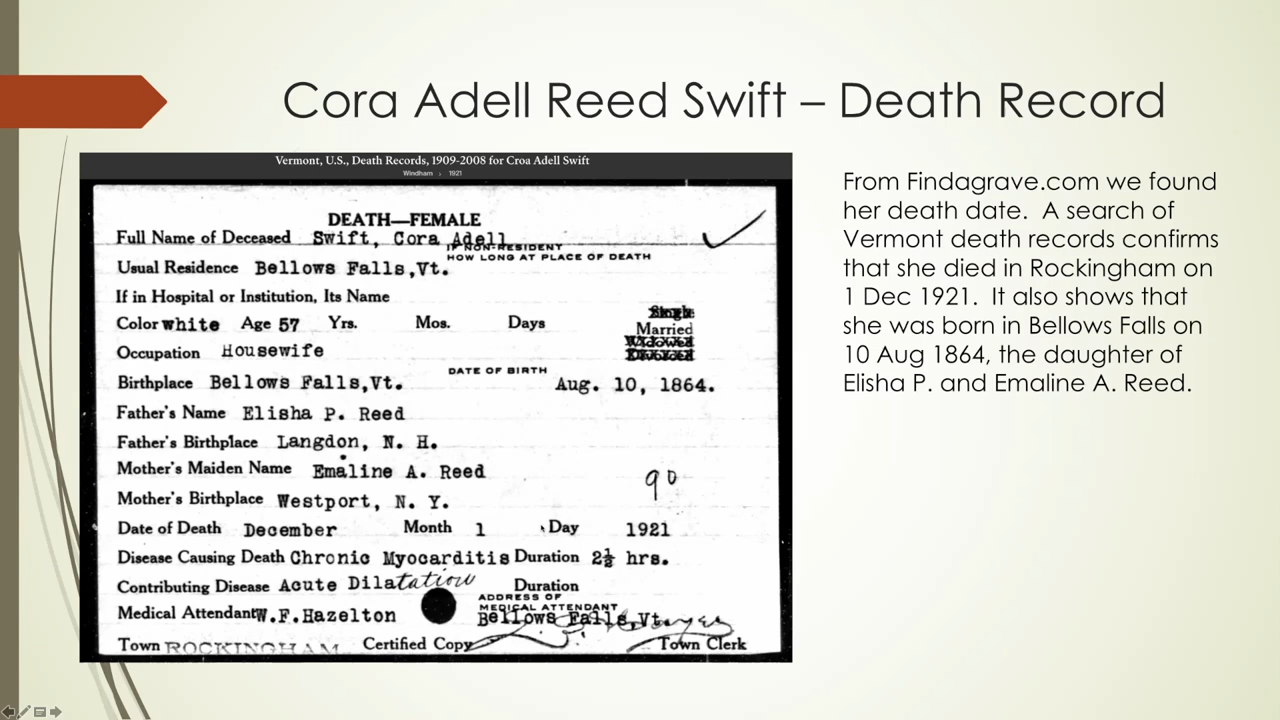 Cora Adell Reed Swift – Death Record
Vermont, U.S., Death Records, 1909-2008 for Croa Adell Swift
Windham › 1921
DEATH—FEMALE
Full Name of Deceased Swift, Cora Adell
IF NON-RESIDENT
HOW LONG AT PLACE OF DEATH
Usual Residence Bellows Falls,Vt.
If in Hospital or Institution, Its Name
Color white Age 57 Yrs. Mos. Days
Single
Married
Widowed
Divorced
Occupation Housewife
DATE OF BIRTH
Birthplace Bellows Falls,Vt. Aug. 10, 1864.
Father's Name Elisha P. Reed
Father's Birthplace Langdon, N. H.
Mother's Maiden Name Emaline A. Reed
90
Mother's Birthplace Westport, N. Y.
Date of Death December Month 1 Day 1921
Disease Causing Death Chronic Myocarditis Duration 2½ hrs.
Contributing Disease Acute Dilatation Duration
ADDRESS OF
MEDICAL ATTENDANT
Medical Attendant W.F.Hazelton Bellows Falls,Vt.
Town ROCKINGHAM Certified Copy Town Clerk
From Findagrave.com we found
her death date. A search of
Vermont death records confirms
that she died in Rockingham on
1 Dec 1921. It also shows that
she was born in Bellows Falls on
10 Aug 1864, the daughter of
Elisha P. and Emaline A. Reed.